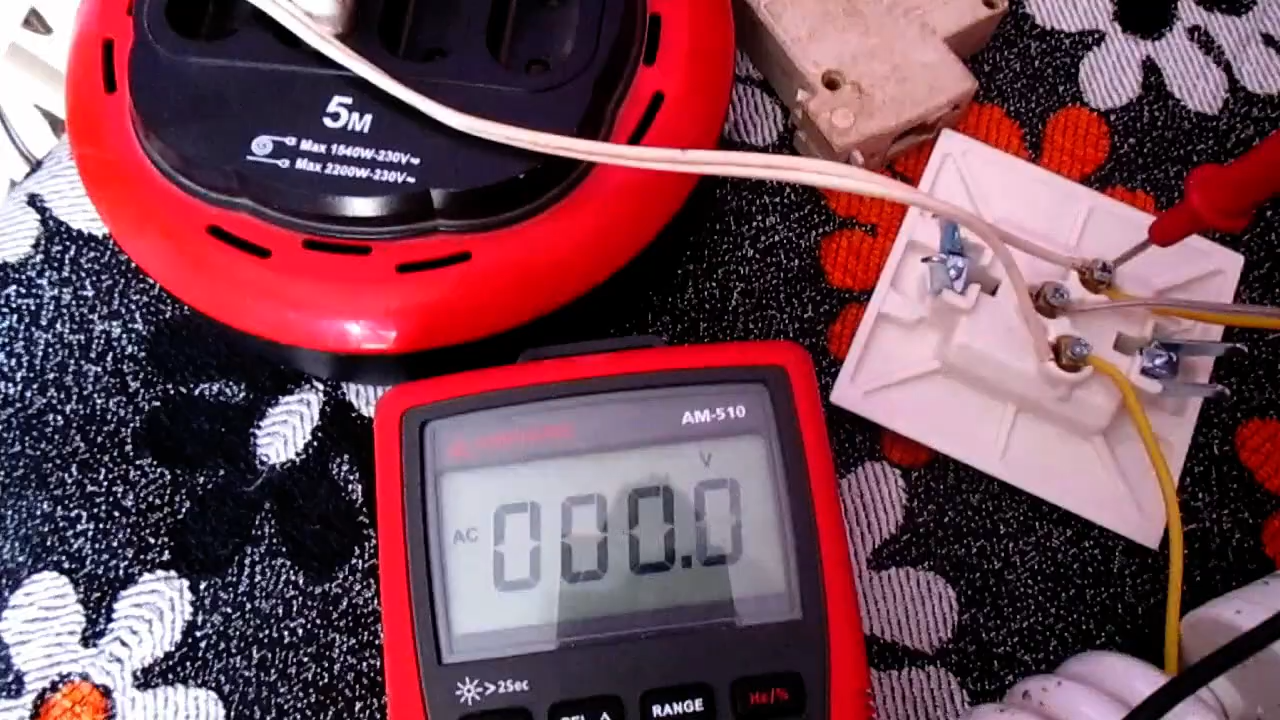 5M
Max 1540W-230V~
Max 2200W-230V~
AM-510
V
AC
000.0
>2Sec
RANGE
Hz/%